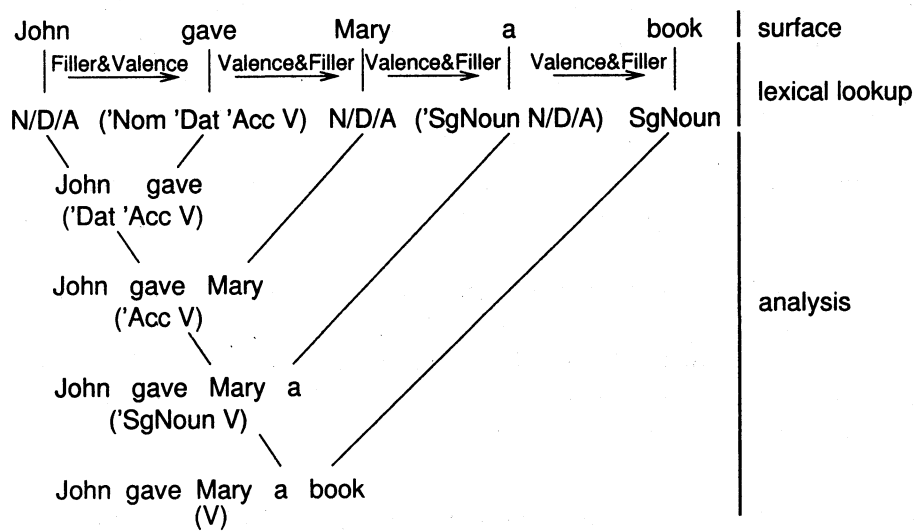 John gave Mary a book surface
Filler&Valence Valence&Filler Valence&Filler Valence&Filler
lexical lookup
N/D/A ('Nom 'Dat 'Acc V) N/D/A ('SgNoun N/D/A) SgNoun
John gave
('Dat 'Acc V)
John gave Mary
('Acc V)
analysis
John gave Mary a
('SgNoun V)
John gave Mary a book
(V)